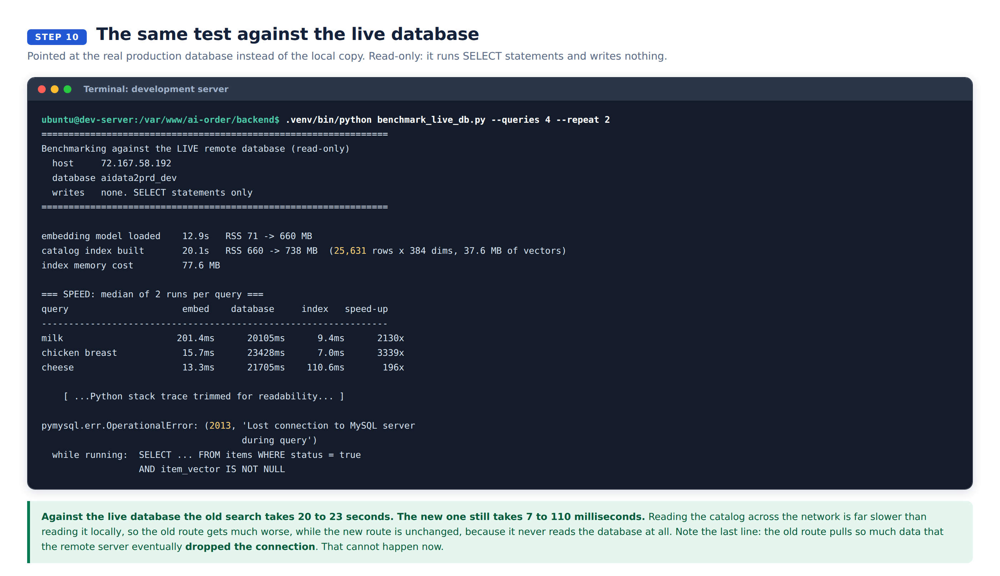 STEP 10 The same test against the live database
Pointed at the real production database instead of the local copy. Read-only: it runs SELECT statements and writes nothing.
Terminal: development server
ubuntu@dev-server:/var/www/ai-order/backend$ .venv/bin/python benchmark_live_db.py --queries 4 --repeat 2
================================================================
Benchmarking against the LIVE remote database (read-only)
  host     72.167.58.192
  database aidata2prd_dev
  writes   none. SELECT statements only
================================================================
embedding model loaded    12.9s   RSS 71 -> 660 MB
catalog index built       20.1s   RSS 660 -> 738 MB  (25,631 rows x 384 dims, 37.6 MB of vectors)
index memory cost         77.6 MB
=== SPEED: median of 2 runs per query ===
query                     embed    database     index   speed-up
----------------------------------------------------------------
milk                     201.4ms      20105ms      9.4ms      2130x
chicken breast            15.7ms      23428ms      7.0ms      3339x
cheese                    13.3ms      21705ms    110.6ms       196x
    [ ...Python stack trace trimmed for readability... ]
pymysql.err.OperationalError: (2013, 'Lost connection to MySQL server
                                     during query')
  while running:  SELECT ... FROM items WHERE status = true
                  AND item_vector IS NOT NULL
Against the live database the old search takes 20 to 23 seconds. The new one still takes 7 to 110 milliseconds. Reading the catalog across the network is far slower than
reading it locally, so the old route gets much worse, while the new route is unchanged, because it never reads the database at all. Note the last line: the old route pulls so much data that
the remote server eventually dropped the connection. That cannot happen now.